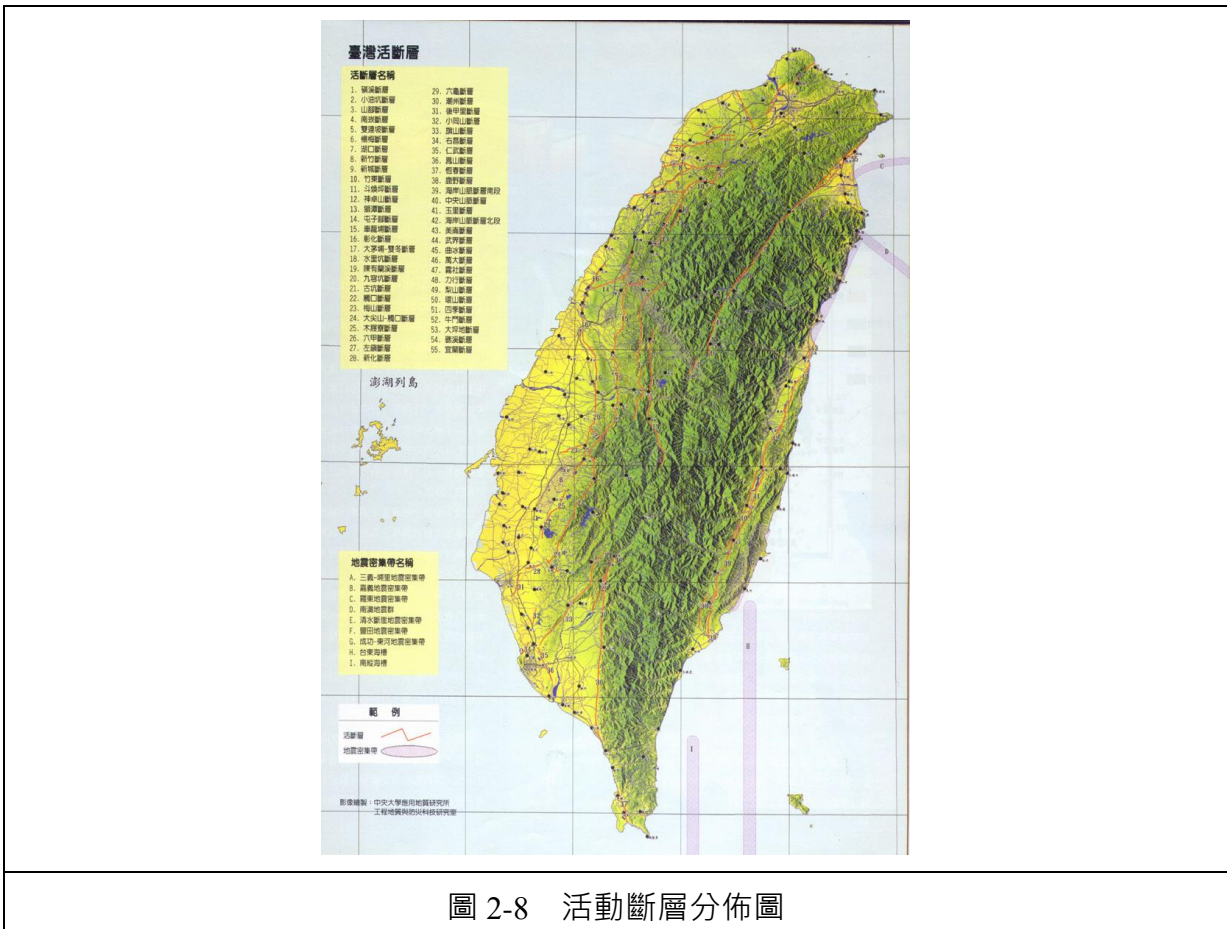 臺灣活斷層
活斷層名稱
1. 磺溪斷層
2. 小油坑斷層
3. 山腳斷層
4. 南崁斷層
5. 雙連坡斷層
6. 楊梅斷層
7. 湖口斷層
8. 新竹斷層
9. 新城斷層
10. 竹東斷層
11. 斗煥坪斷層
12. 神卓山斷層
13. 獅潭斷層
14. 屯子腳斷層
15. 車籠埔斷層
16. 彰化斷層
17. 大茅埔-雙冬斷層
18. 水里坑斷層
19. 陳有蘭溪斷層
20. 九芎坑斷層
21. 古坑斷層
22. 觸口斷層
23. 梅山斷層
24. 大尖山-觸口斷層
25. 木屐寮斷層
26. 六甲斷層
27. 左鎮斷層
28. 新化斷層
29. 六龜斷層
30. 潮州斷層
31. 後甲里斷層
32. 小岡山斷層
33. 旗山斷層
34. 右昌斷層
35. 仁武斷層
36. 鳳山斷層
37. 恆春斷層
38. 鹿野斷層
39. 海岸山脈斷層南段
40. 中央山脈斷層
41. 玉里斷層
42. 海岸山脈斷層北段
43. 美崙斷層
44. 武界斷層
45. 曲冰斷層
46. 萬大斷層
47. 霧社斷層
48. 力行斷層
49. 梨山斷層
50. 環山斷層
51. 四季斷層
52. 牛鬥斷層
53. 大坪地斷層
54. 礁溪斷層
55. 宜蘭斷層
澎湖列島
C
D
地震密集帶名稱
A. 三義-埔里地震密集帶
B. 嘉義地震密集帶
C. 羅東地震密集帶
D. 南澳地震群
E. 清水斷崖地震密集帶
F. 豐田地震密集帶
G. 成功-東河地震密集帶
H. 台東海槽
I. 南縱海槽
H
I
範 例
活斷層
地震密集帶
影像繪製：中央大學應用地質研究所
工程地質與防災科技研究室
圖 2-8 活動斷層分佈圖